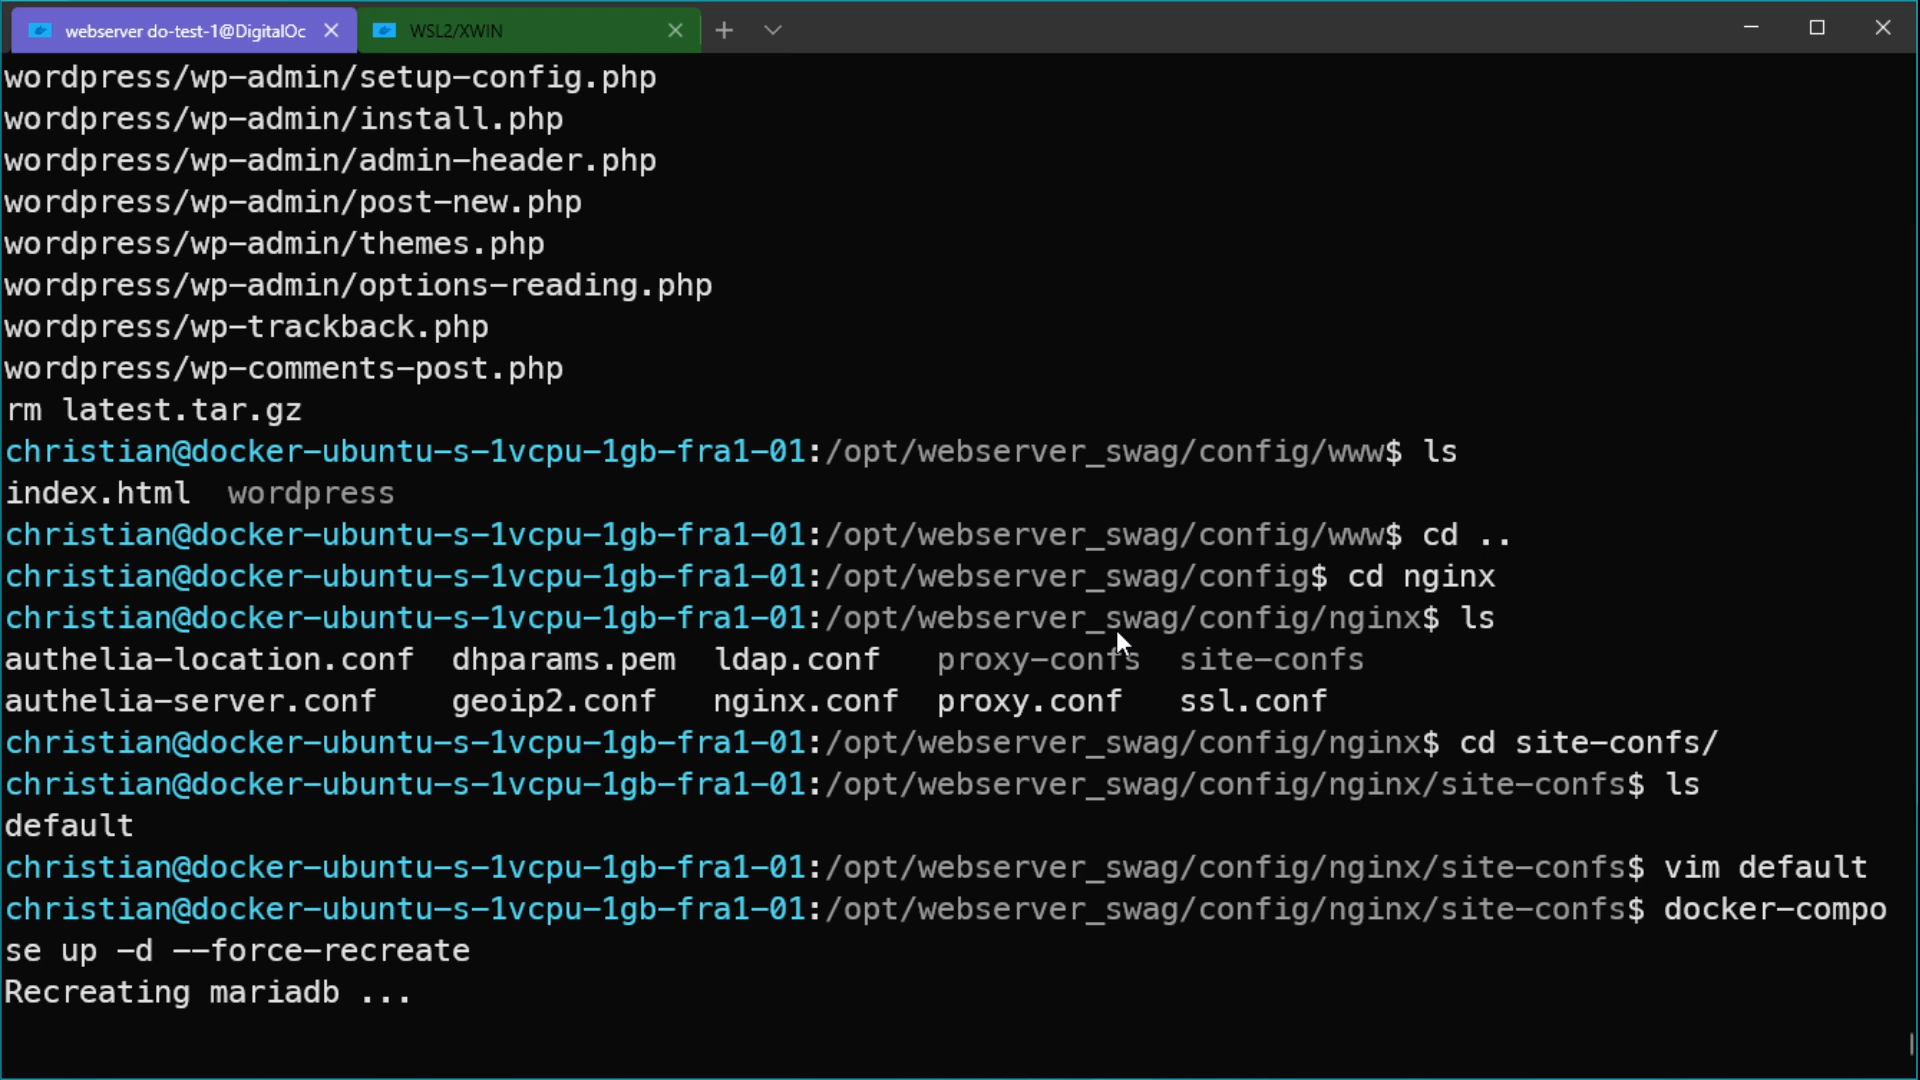 webserver do-test-1@DigitalOc
WSL2/XWIN
wordpress/wp-admin/setup-config.php
wordpress/wp-admin/install.php
wordpress/wp-admin/admin-header.php
wordpress/wp-admin/post-new.php
wordpress/wp-admin/themes.php
wordpress/wp-admin/options-reading.php
wordpress/wp-trackback.php
wordpress/wp-comments-post.php
rm latest.tar.gz
christian@docker-ubuntu-s-1vcpu-1gb-fra1-01:/opt/webserver_swag/config/www$ ls
index.html  wordpress
christian@docker-ubuntu-s-1vcpu-1gb-fra1-01:/opt/webserver_swag/config/www$ cd ..
christian@docker-ubuntu-s-1vcpu-1gb-fra1-01:/opt/webserver_swag/config$ cd nginx
christian@docker-ubuntu-s-1vcpu-1gb-fra1-01:/opt/webserver_swag/config/nginx$ ls
authelia-location.conf  dhparams.pem  ldap.conf   proxy-confs  site-confs
authelia-server.conf    geoip2.conf   nginx.conf  proxy.conf   ssl.conf
christian@docker-ubuntu-s-1vcpu-1gb-fra1-01:/opt/webserver_swag/config/nginx$ cd site-confs/
christian@docker-ubuntu-s-1vcpu-1gb-fra1-01:/opt/webserver_swag/config/nginx/site-confs$ ls
default
christian@docker-ubuntu-s-1vcpu-1gb-fra1-01:/opt/webserver_swag/config/nginx/site-confs$ vim default
christian@docker-ubuntu-s-1vcpu-1gb-fra1-01:/opt/webserver_swag/config/nginx/site-confs$ docker-compo
se up -d --force-recreate
Recreating mariadb ...